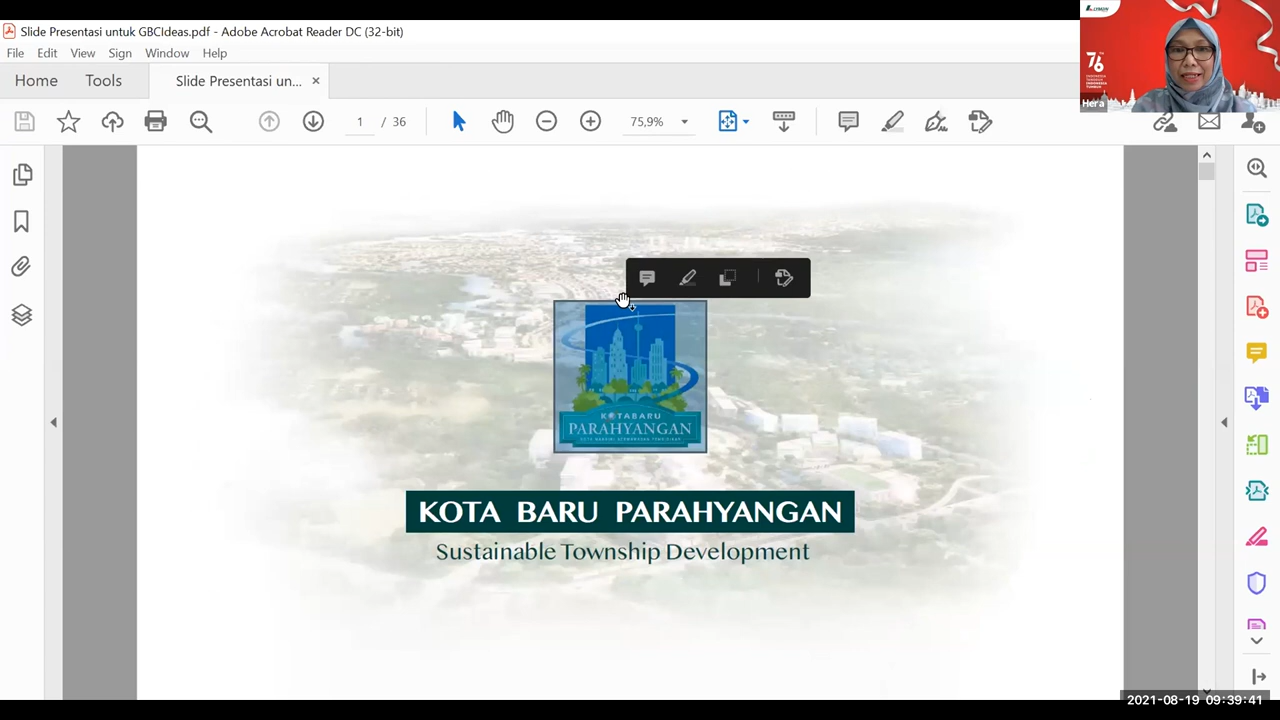 Slide Presentasi untuk GBCIdeas.pdf - Adobe Acrobat Reader DC (32-bit)
File Edit View Sign Window Help
Home Tools Slide Presentasi un... ×
1 / 36 75,9%
76
Hera
KOTABARU
PARAHYANGAN
KOTA BARU PARAHYANGAN
Sustainable Township Development
2021-08-19 09:39:41